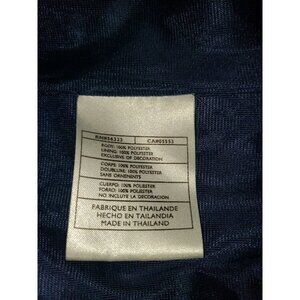 RN#56323 CA#05553
BODY: 100% POLYESTER
LINING: 100% POLYESTER
EXCLUSIVE OF DECORATION
CORPS: 100% POLYESTER
DOUBLURE: 100% POLYESTER
SANS ORNEMENTS
CUERPO: 100% POLIESTER
FORRO: 100% POLIESTER
NO INCLUYE LA DECORACION
FABRIQUE EN THAILANDE
HECHO EN TAILANDIA
MADE IN THAILAND